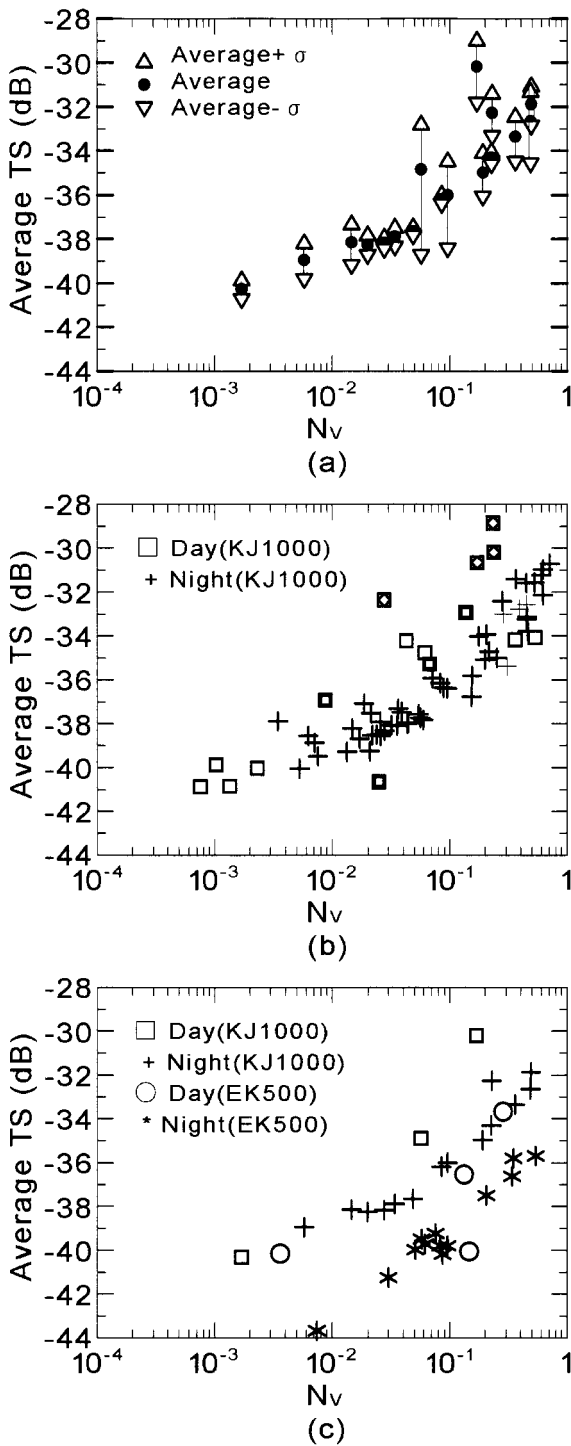 -28
-30
-32
-34
-36
-38
-40
-42
-44
Average TS (dB)
Average+ σ
Average
Average- σ
10⁻⁴ 10⁻³ 10⁻² 10⁻¹ 1
Nv
(a)
-28
-30
-32
-34
-36
-38
-40
-42
-44
Average TS (dB)
Day(KJ1000)
Night(KJ1000)
10⁻⁴ 10⁻³ 10⁻² 10⁻¹ 1
Nv
(b)
-28
-30
-32
-34
-36
-38
-40
-42
-44
Average TS (dB)
Day(KJ1000)
Night(KJ1000)
Day(EK500)
Night(EK500)
10⁻⁴ 10⁻³ 10⁻² 10⁻¹ 1
Nv
(c)